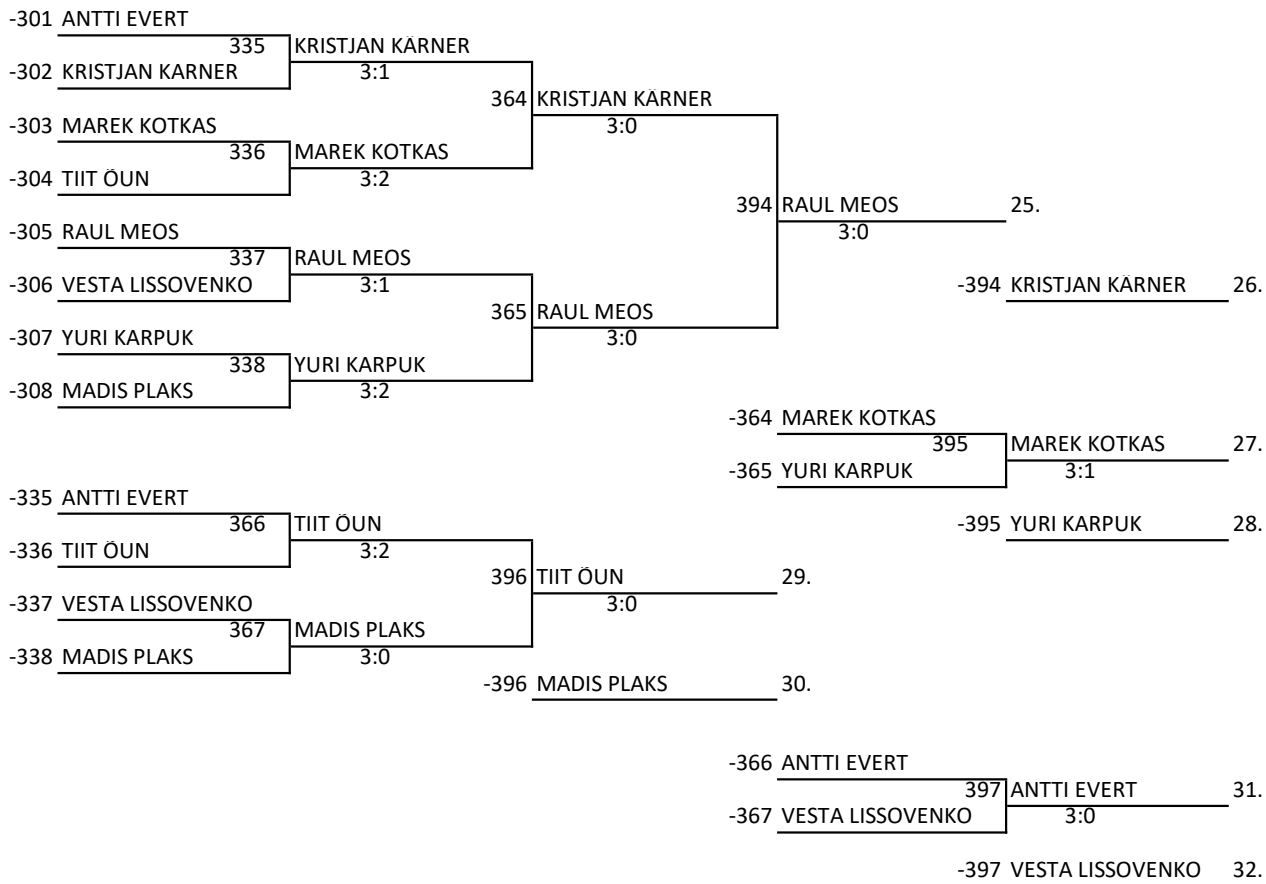 -301 ANTTI EVERT
335 KRISTJAN KÄRNER
-302 KRISTJAN KÄRNER 3:1
364 KRISTJAN KÄRNER
-303 MAREK KOTKAS 3:0
336 MAREK KOTKAS
-304 TIIT ÕUN 3:2
394 RAUL MEOS 25.
-305 RAUL MEOS 3:0
337 RAUL MEOS
-306 VESTA LISSOVENKO 3:1 -394 KRISTJAN KÄRNER 26.
365 RAUL MEOS
-307 YURI KARPUK 3:0
338 YURI KARPUK
-308 MADIS PLAKS 3:2
-364 MAREK KOTKAS
395 MAREK KOTKAS 27.
-365 YURI KARPUK 3:1
-335 ANTTI EVERT
366 TIIT ÕUN -395 YURI KARPUK 28.
-336 TIIT ÕUN 3:2
396 TIIT ÕUN 29.
-337 VESTA LISSOVENKO 3:0
367 MADIS PLAKS
-338 MADIS PLAKS 3:0
-396 MADIS PLAKS 30.
-366 ANTTI EVERT
397 ANTTI EVERT 31.
-367 VESTA LISSOVENKO 3:0
-397 VESTA LISSOVENKO 32.